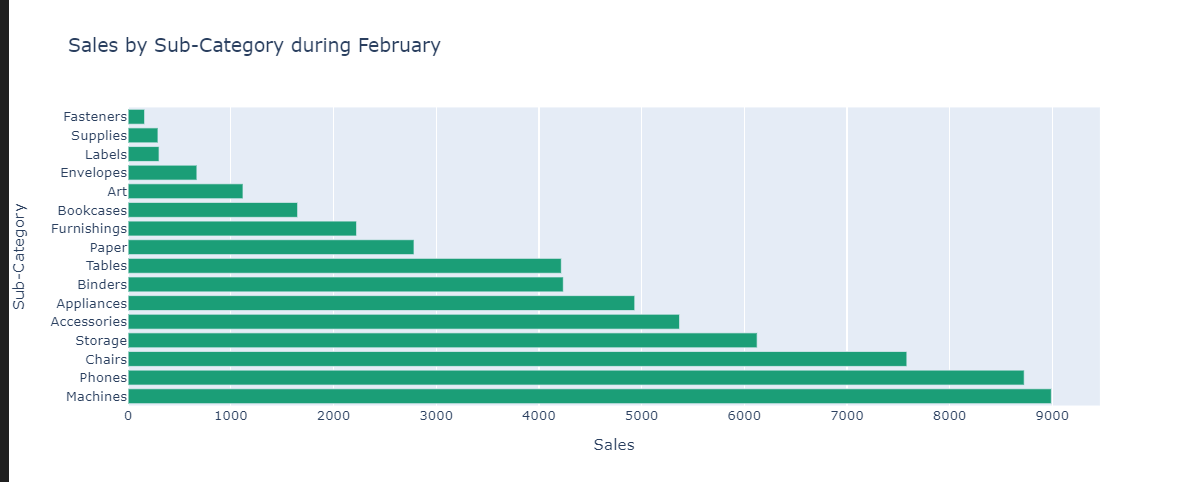 Sales by Sub-Category during February
Sub-Category
Fasteners
Supplies
Labels
Envelopes
Art
Bookcases
Furnishings
Paper
Tables
Binders
Appliances
Accessories
Storage
Chairs
Phones
Machines
0 1000 2000 3000 4000 5000 6000 7000 8000 9000
Sales